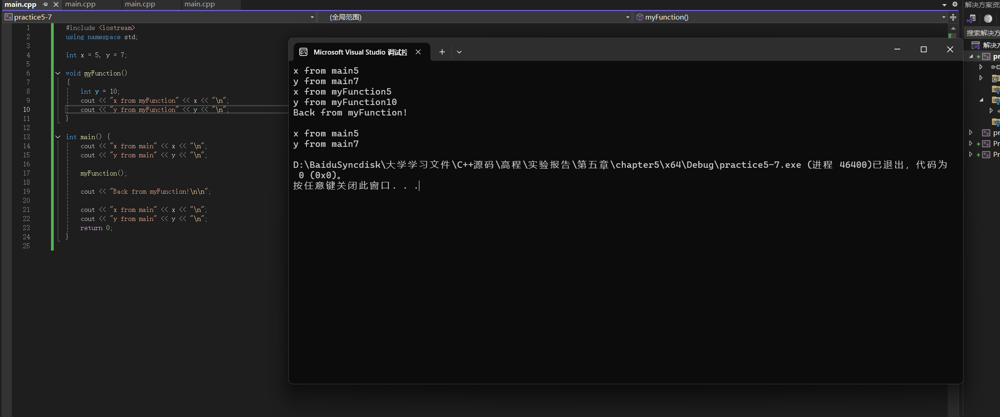 main.cpp main.cpp main.cpp main.cpp
解决方案资
practice5-7 (全局范围) myFunction()
搜索解决方
解决方
pr
pr
Pr
Pr
1 #include <iostream>
2 using namespace std;
3
4 int x = 5, y = 7;
5
6 void myFunction()
7 {
8 int y = 10;
9 cout << "x from myFunction" << x << "\n";
10 cout << "y from myFunction" << y << "\n";
11 }
12
13 int main() {
14 cout << "x from main" << x << "\n";
15 cout << "y from main" << y << "\n";
16
17 myFunction();
18
19 cout << "Back from myFunction!\n\n";
20
21 cout << "x from main" << x << "\n";
22 cout << "y from main" << y << "\n";
23 return 0;
24 }
25
Microsoft Visual Studio 调试控
x from main5
y from main7
x from myFunction5
y from myFunction10
Back from myFunction!
x from main5
y from main7
D:\BaiduSyncdisk\大学学习文件\C++源码\高程\实验报告\第五章\chapter5\x64\Debug\practice5-7.exe (进程 46400)已退出，代码为
0 (0x0)。
按任意键关闭此窗口. . .